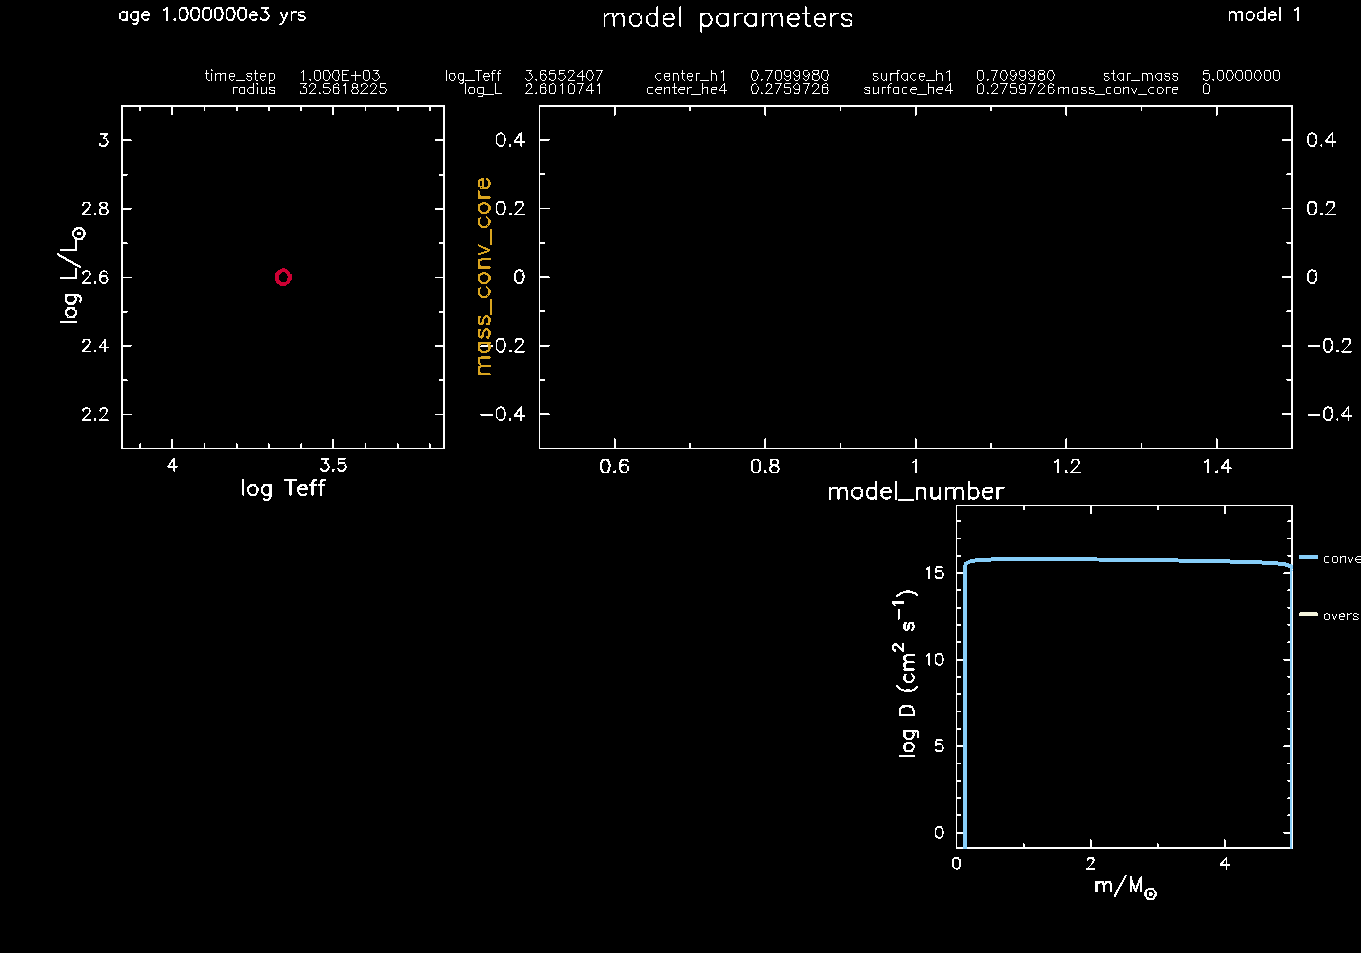 age 1.000000e3 yrs model parameters model 1
time_step 1.000E+03 log_Teff 3.6552407 center_h1 0.7099980 surface_h1 0.7099980 star_mass 5.0000000
radius 32.5618225 log_L 2.6010741 center_he4 0.2759726 surface_he4 0.2759726 mass_conv_core 0
log L/L⊙
3
2.8
2.6
2.4
2.2
4 3.5
log Teff
mass_conv_core
0.4 0.4
0.2 0.2
0 0
−0.2 −0.2
−0.4 −0.4
0.6 0.8 1 1.2 1.4
model_number
log D (cm² s⁻¹)
15
10
5
0
0 2 4
m/M⊙
conve
overs